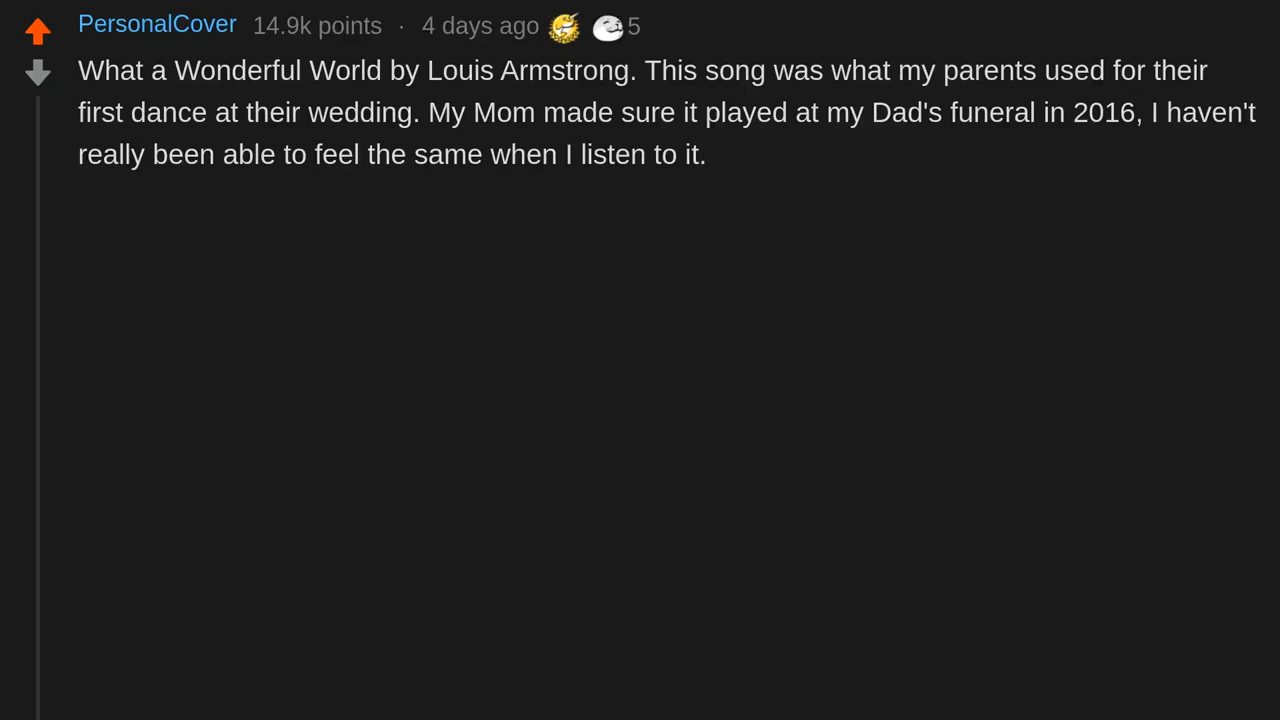 PersonalCover 14.9k points · 4 days ago 5
What a Wonderful World by Louis Armstrong. This song was what my parents used for their
first dance at their wedding. My Mom made sure it played at my Dad's funeral in 2016, I haven't
really been able to feel the same when I listen to it.